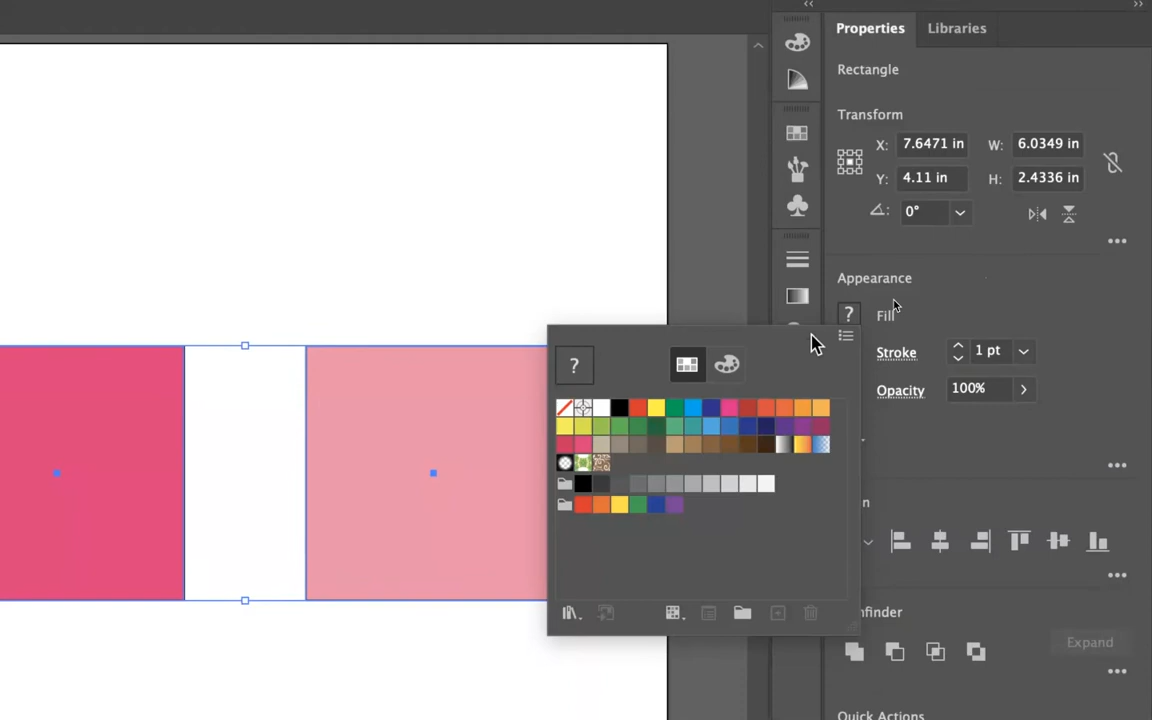 Properties Libraries
Rectangle
Transform
X: 7.6471 in W: 6.0349 in
Y: 4.11 in H: 2.4336 in
0°
Appearance
? Fill
?
Stroke 1 pt
Opacity 100%
n
hfinder
Expand
Quick Actions